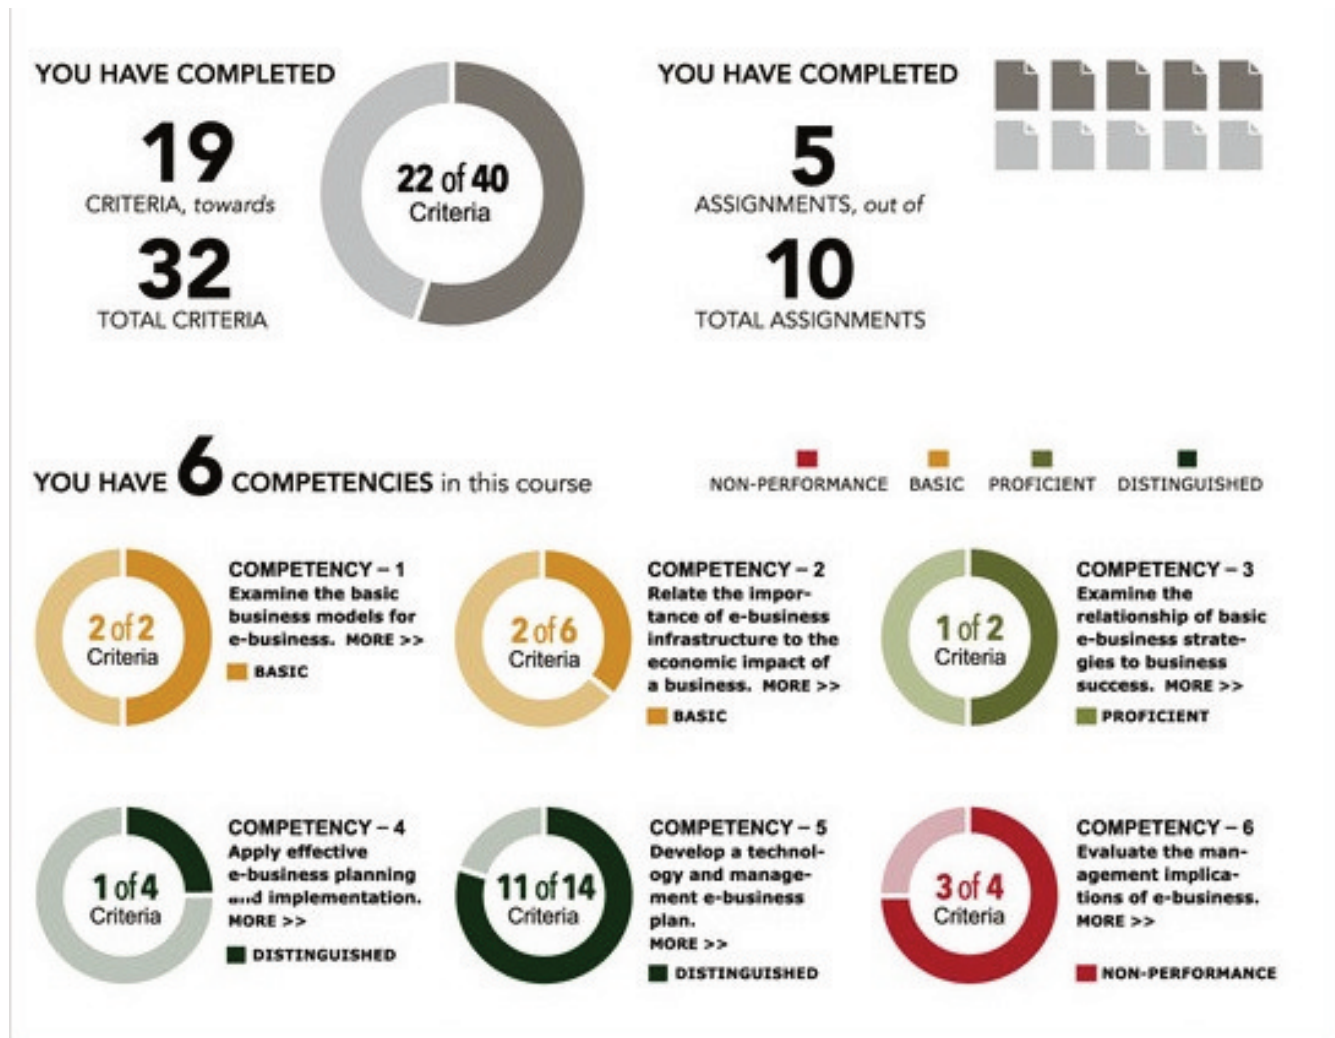 YOU HAVE COMPLETED
19
CRITERIA, towards
32
TOTAL CRITERIA
22 of 40
Criteria
YOU HAVE COMPLETED
5
ASSIGNMENTS, out of
10
TOTAL ASSIGNMENTS
YOU HAVE 6 COMPETENCIES in this course
NON-PERFORMANCE BASIC PROFICIENT DISTINGUISHED
2 of 2
Criteria
COMPETENCY – 1
Examine the basic
business models for
e-business. MORE >>
BASIC
2 of 6
Criteria
COMPETENCY – 2
Relate the impor-
tance of e-business
infrastructure to the
economic impact of
a business. MORE >>
BASIC
1 of 2
Criteria
COMPETENCY – 3
Examine the
relationship of basic
e-business strate-
gies to business
success. MORE >>
PROFICIENT
1 of 4
Criteria
COMPETENCY – 4
Apply effective
e-business planning
and implementation.
MORE >>
DISTINGUISHED
11 of 14
Criteria
COMPETENCY – 5
Develop a technol-
ogy and manage-
ment e-business
plan.
MORE >>
DISTINGUISHED
3 of 4
Criteria
COMPETENCY – 6
Evaluate the man-
agement implica-
tions of e-business.
MORE >>
NON-PERFORMANCE